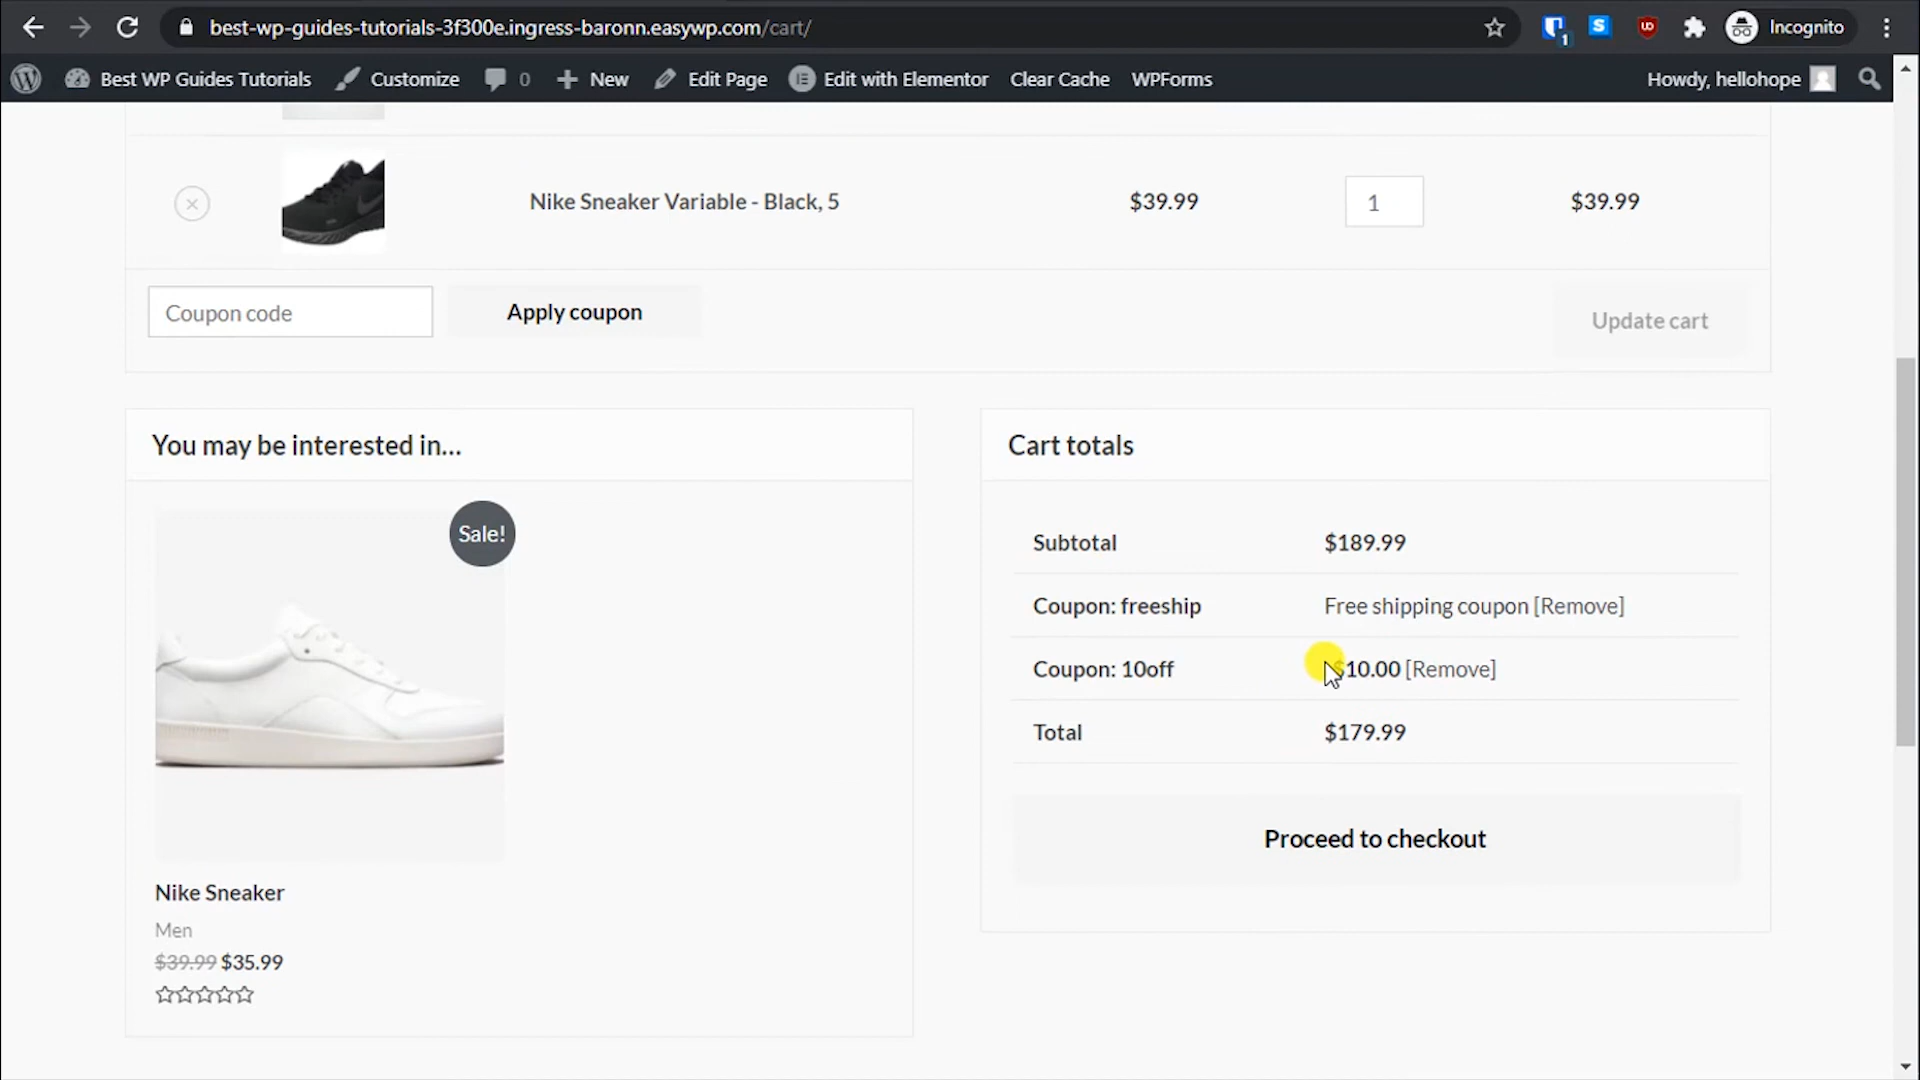 best-wp-guides-tutorials-3f300e.ingress-baronn.easywp.com/cart/
1
Incognito
Best WP Guides Tutorials
Customize
0
New
Edit Page
Edit with Elementor
Clear Cache
WPForms
Howdy, hellohope
Nike Sneaker Variable - Black, 5
$39.99
1
$39.99
Coupon code
Apply coupon
Update cart
You may be interested in...
Sale!
Nike Sneaker
Men
$39.99 $35.99
Cart totals
Subtotal $189.99
Coupon: freeship Free shipping coupon [Remove]
Coupon: 10off $10.00 [Remove]
Total $179.99
Proceed to checkout